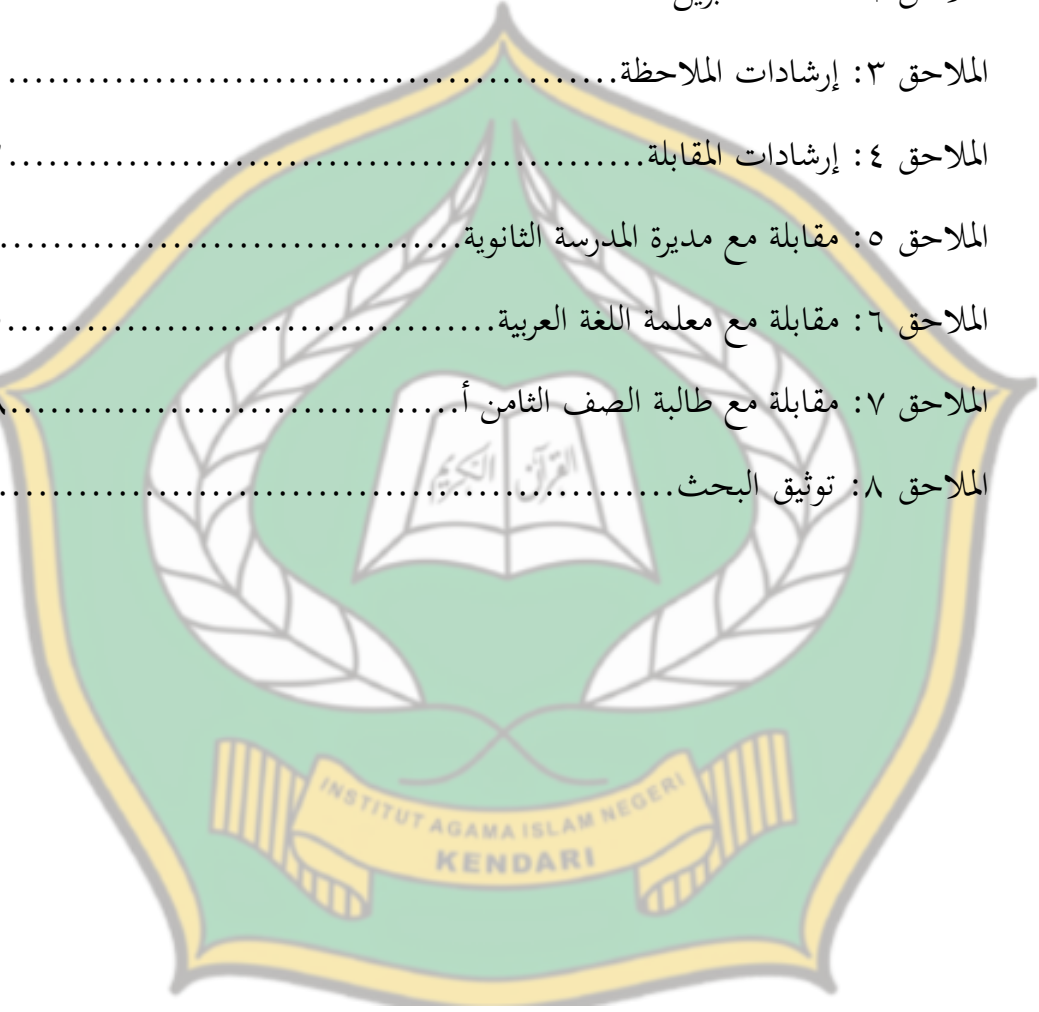 الملاحق ٣: إرشادات الملاحظة................................................
الملاحق ٤: إرشادات المقابلة................................................
الملاحق ٥: مقابلة مع مديرة المدرسة الثانوية....................................
الملاحق ٦: مقابلة مع معلمة اللغة العربية....................................
الملاحق ٧: مقابلة مع طالبة الصف الثامن أ....................................
الملاحق ٨: توثيق البحث................................................
القرآن الكريم
INSTITUT AGAMA ISLAM NEGERI
KENDARI